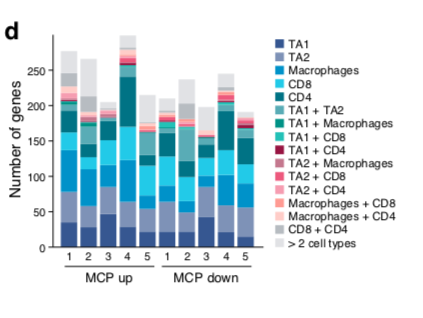 d
Number of genes
250
200
150
100
50
0
1 2 3 4 5 1 2 3 4 5
MCP up MCP down
TA1
TA2
Macrophages
CD8
CD4
TA1 + TA2
TA1 + Macrophages
TA1 + CD8
TA1 + CD4
TA2 + Macrophages
TA2 + CD8
TA2 + CD4
Macrophages + CD8
Macrophages + CD4
CD8 + CD4
> 2 cell types